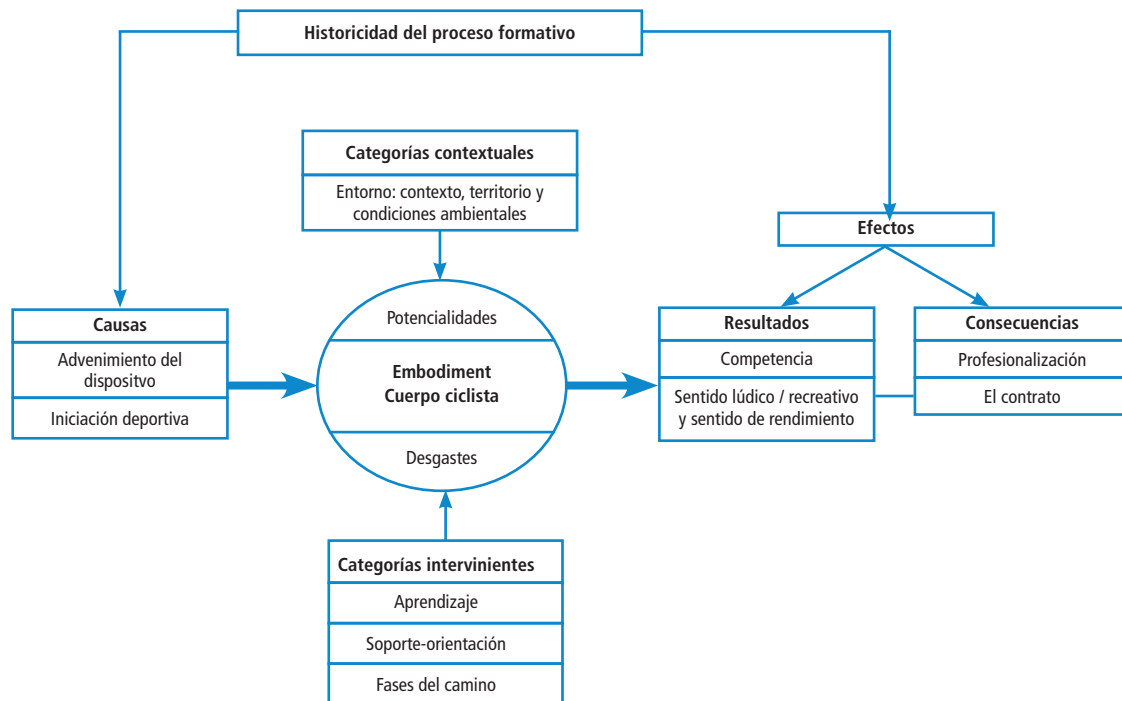 Historicidad del proceso formativo
Categorías contextuales
Entorno: contexto, territorio y
condiciones ambientales
Efectos
Causas
Advenimiento del
dispositvo
Iniciación deportiva
Potencialidades
Embodiment
Cuerpo ciclista
Desgastes
Resultados
Competencia
Sentido lúdico / recreativo
y sentido de rendimiento
Consecuencias
Profesionalización
El contrato
Categorías intervinientes
Aprendizaje
Soporte-orientación
Fases del camino